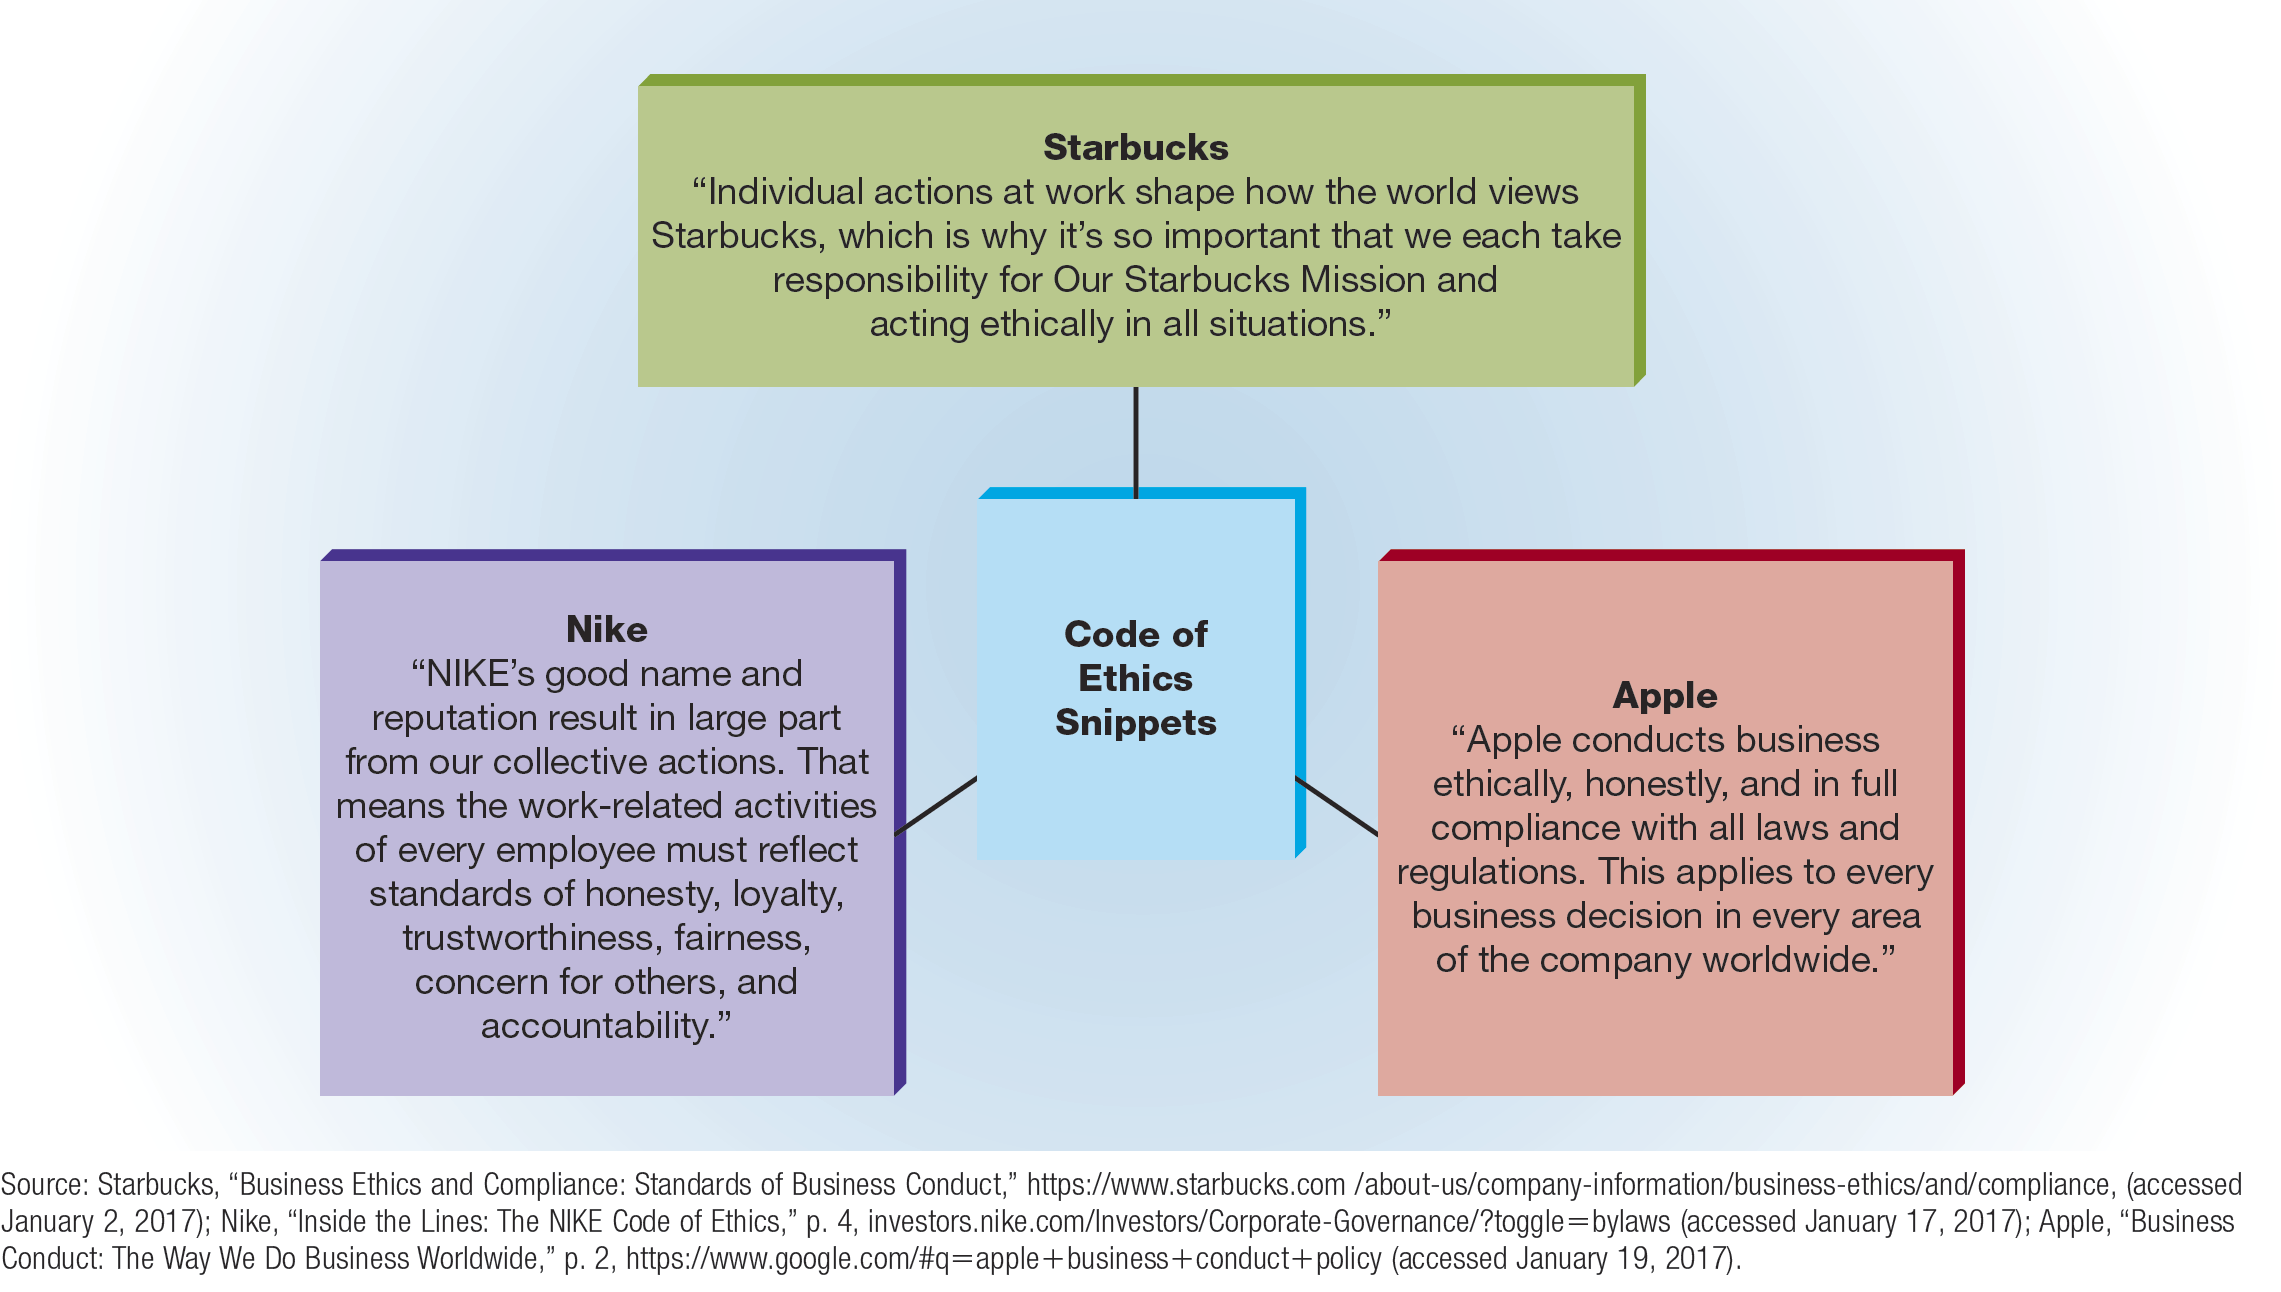 Starbucks
“Individual actions at work shape how the world views
Starbucks, which is why it’s so important that we each take
responsibility for Our Starbucks Mission and
acting ethically in all situations.”
Nike
“NIKE’s good name and
reputation result in large part
from our collective actions. That
means the work-related activities
of every employee must reflect
standards of honesty, loyalty,
trustworthiness, fairness,
concern for others, and
accountability.”
Code of
Ethics
Snippets
Apple
“Apple conducts business
ethically, honestly, and in full
compliance with all laws and
regulations. This applies to every
business decision in every area
of the company worldwide.”
Source: Starbucks, “Business Ethics and Compliance: Standards of Business Conduct,” https://www.starbucks.com /about-us/company-information/business-ethics/and/compliance, (accessed
January 2, 2017); Nike, “Inside the Lines: The NIKE Code of Ethics,” p. 4, investors.nike.com/Investors/Corporate-Governance/?toggle=bylaws (accessed January 17, 2017); Apple, “Business
Conduct: The Way We Do Business Worldwide,” p. 2, https://www.google.com/#q=apple+business+conduct+policy (accessed January 19, 2017).